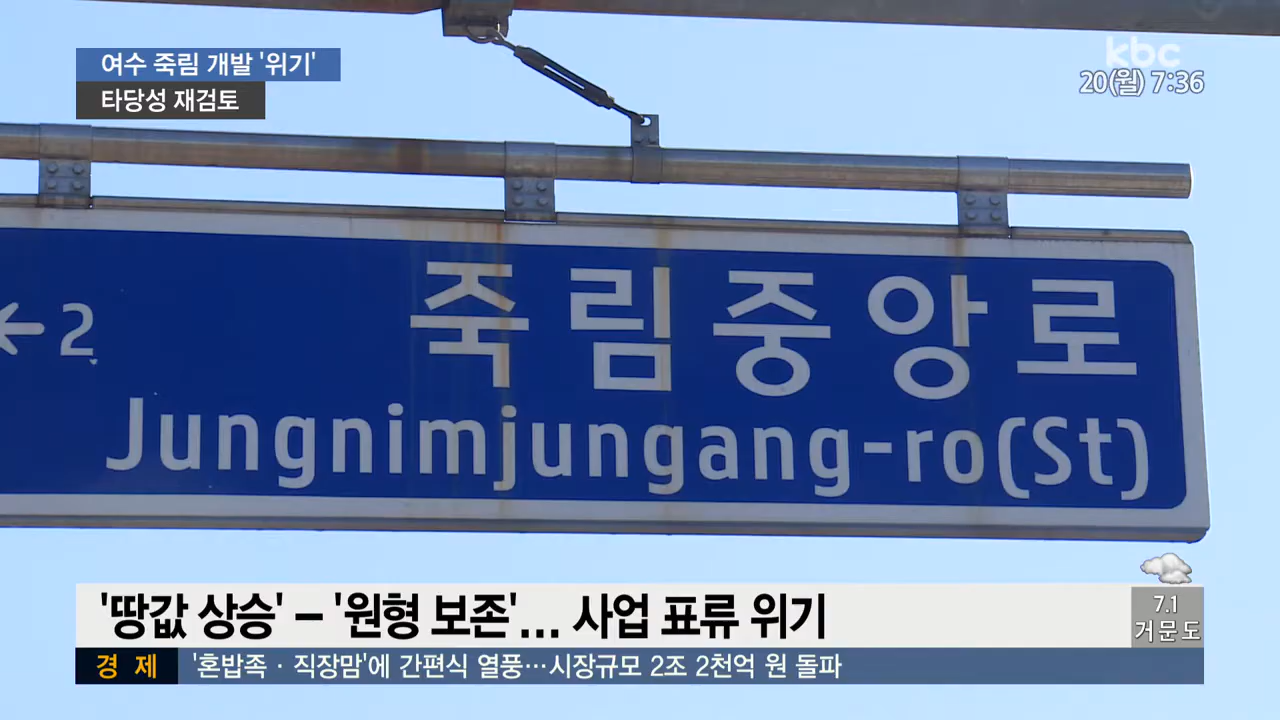 여수 죽림 개발 '위기'
타당성 재검토
kbc
20(월) 7:36
2
죽림중앙로
Jungnimjungang-ro(St)
'땅값 상승' – '원형 보존'... 사업 표류 위기
7.1
거문도
경 제
'혼밥족·직장맘'에 간편식 열풍…시장규모 2조 2천억 원 돌파